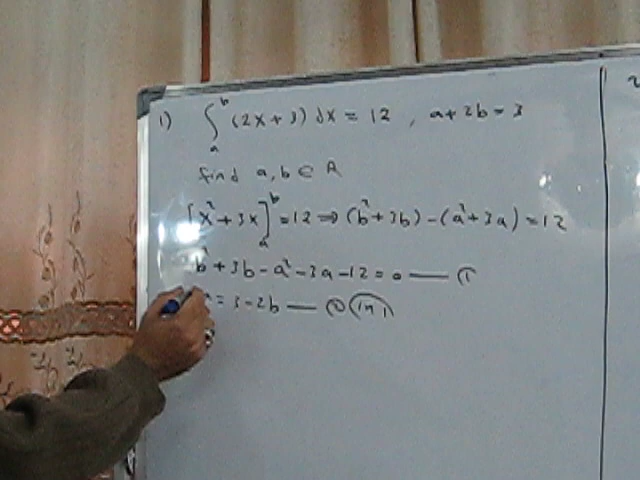 1) ∫ₐᵇ (2x+3) dx = 12 , a+2b = 3
find a,b ∈ R
[x²+3x]ₐᵇ = 12 ⇒ (b²+3b) - (a²+3a) = 12
b² + 3b - a² - 3a - 12 = 0 — ①
= 3 - 2b — ② (in 1